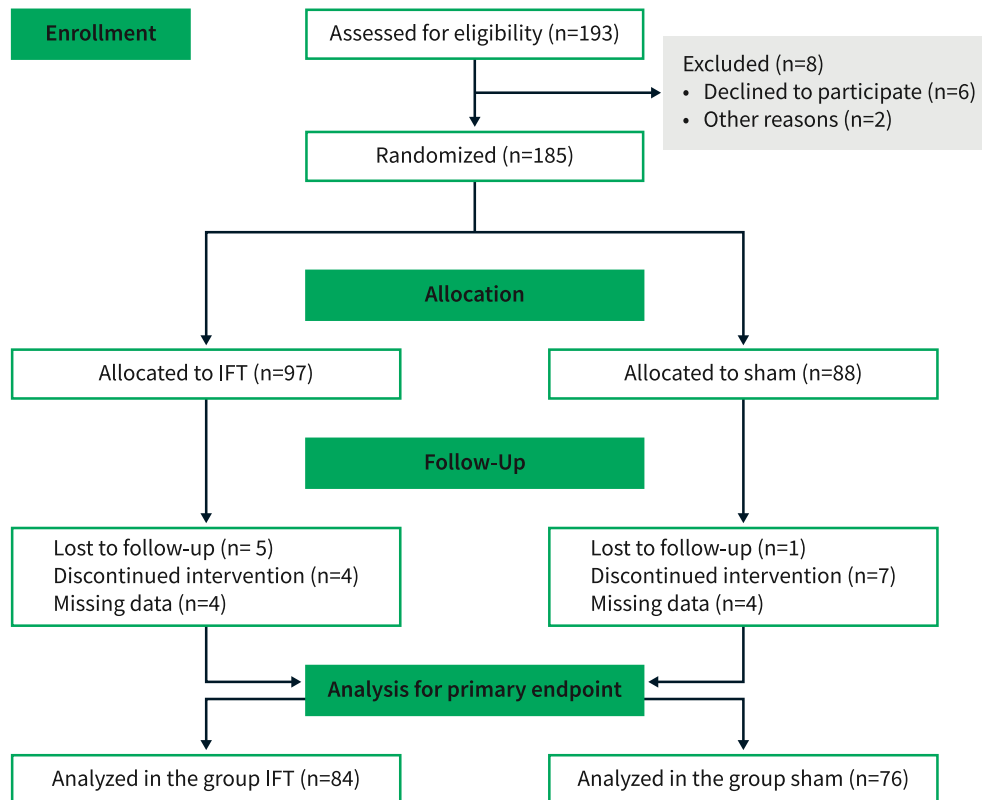 Enrollment
Assessed for eligibility (n=193)
Excluded (n=8)
• Declined to participate (n=6)
• Other reasons (n=2)
Randomized (n=185)
Allocation
Allocated to IFT (n=97)
Allocated to sham (n=88)
Follow-Up
Lost to follow-up (n= 5)
Discontinued intervention (n=4)
Missing data (n=4)
Lost to follow-up (n=1)
Discontinued intervention (n=7)
Missing data (n=4)
Analysis for primary endpoint
Analyzed in the group IFT (n=84)
Analyzed in the group sham (n=76)